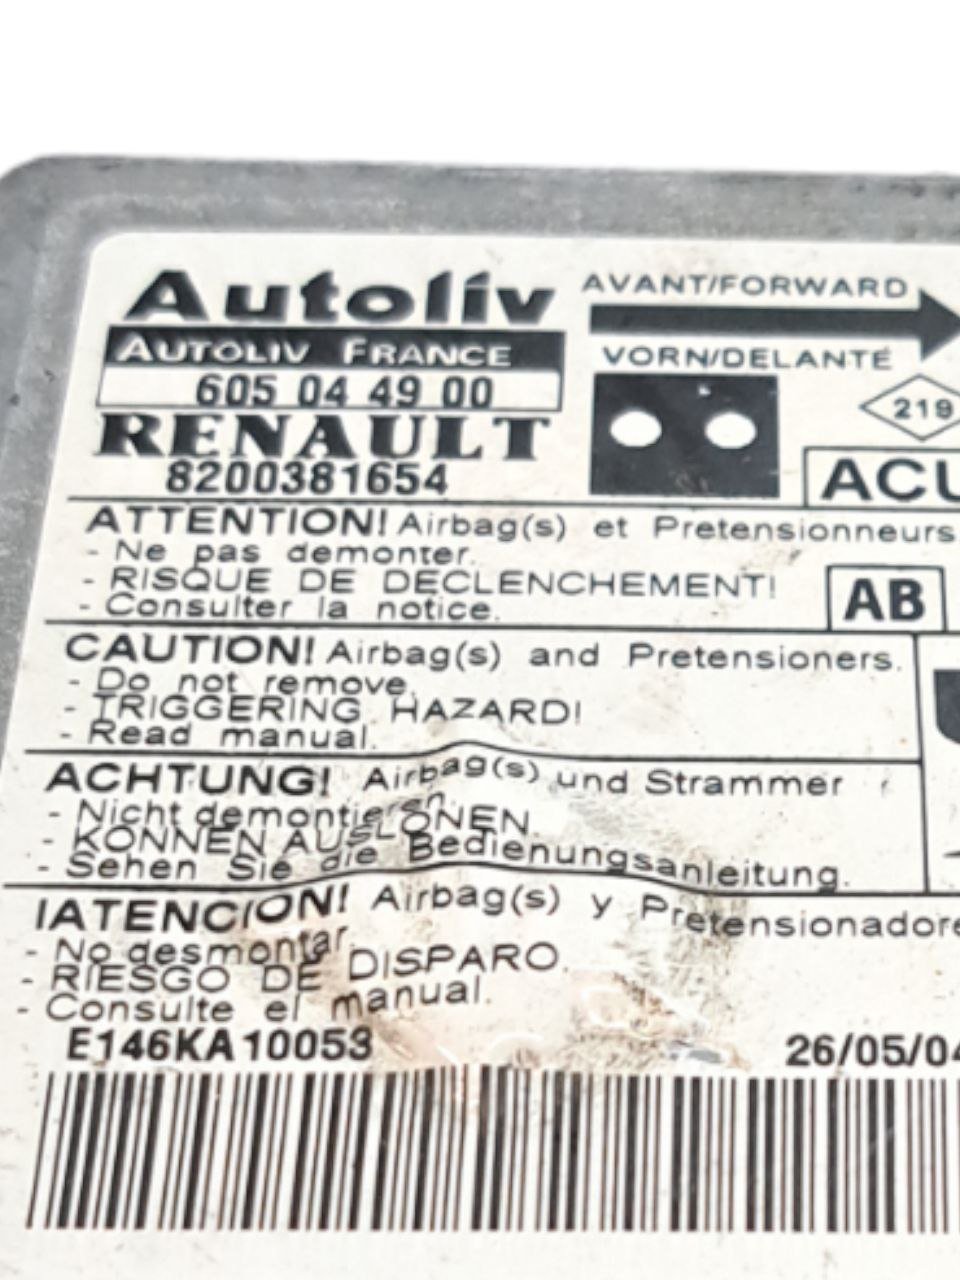 Autoliv
AVANT/FORWARD
AUTOLIV FRANCE
VORN/DELANTE
605 04 49 00
219
RENAULT
8200381654
ACU
ATTENTION! Airbag(s) et Pretensionneurs
- Ne pas demonter.
- RISQUE DE DECLENCHEMENT!
- Consulter la notice.
AB
CAUTION! Airbag(s) and Pretensioners.
- Do not remove.
- TRIGGERING HAZARD!
- Read manual.
ACHTUNG! Airbag(s) und Strammer
- Nicht demontieren.
- KONNEN AUSLONEN
- Sehen Sie die Bedienungsanleitung.
IATENCION! Airbag(s) y Pretensionadore
- No desmontar.
- RIESGO DE DISPARO.
- Consulte el manual.
E146KA10053
26/05/04